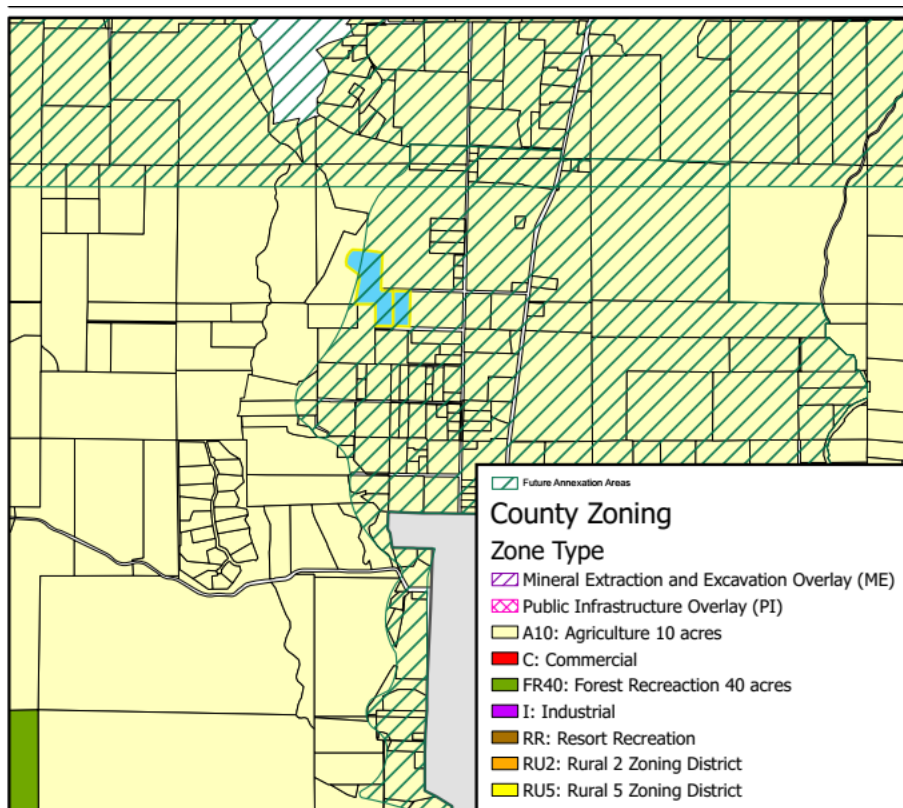 Future Annexation Areas
County Zoning
Zone Type
Mineral Extraction and Excavation Overlay (ME)
Public Infrastructure Overlay (PI)
A10: Agriculture 10 acres
C: Commercial
FR40: Forest Recreaction 40 acres
I: Industrial
RR: Resort Recreation
RU2: Rural 2 Zoning District
RU5: Rural 5 Zoning District